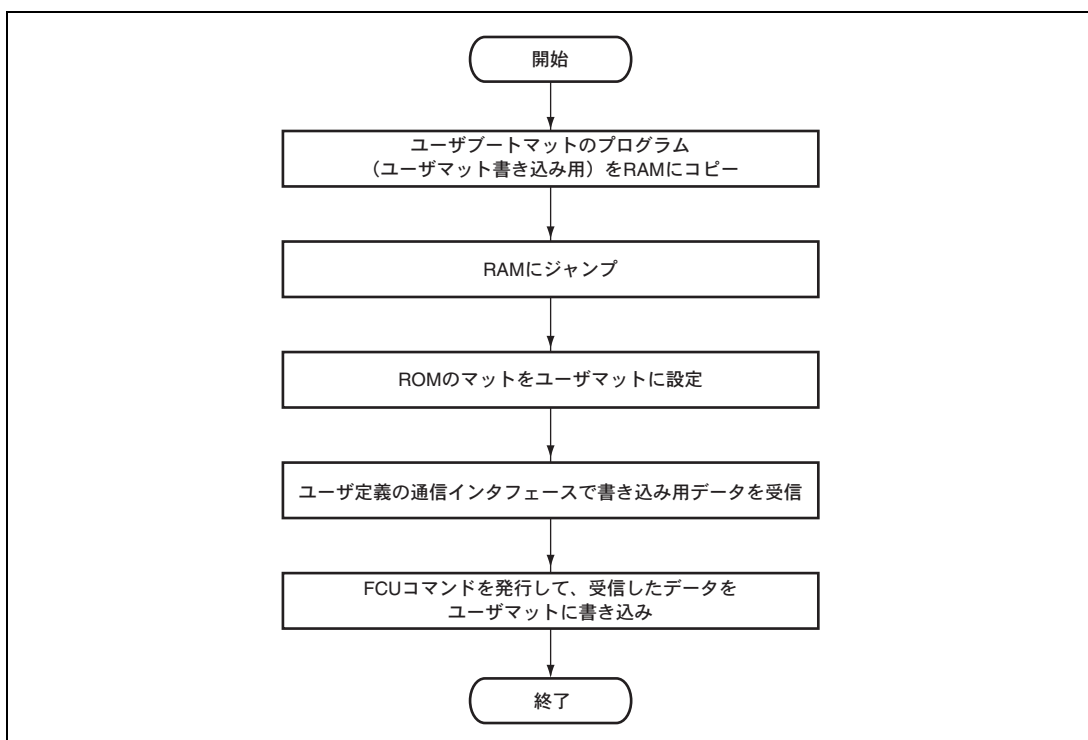 開始
ユーザブートマットのプログラム
（ユーザマット書き込み用）をRAMにコピー
RAMにジャンプ
ROMのマットをユーザマットに設定
ユーザ定義の通信インタフェースで書き込み用データを受信
FCUコマンドを発行して、受信したデータを
ユーザマットに書き込み
終了